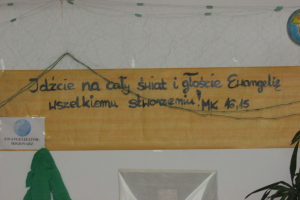 Idźcie na cały świat i głoście Ewangelię
wszelkiemu stworzeniu! MK 16,15